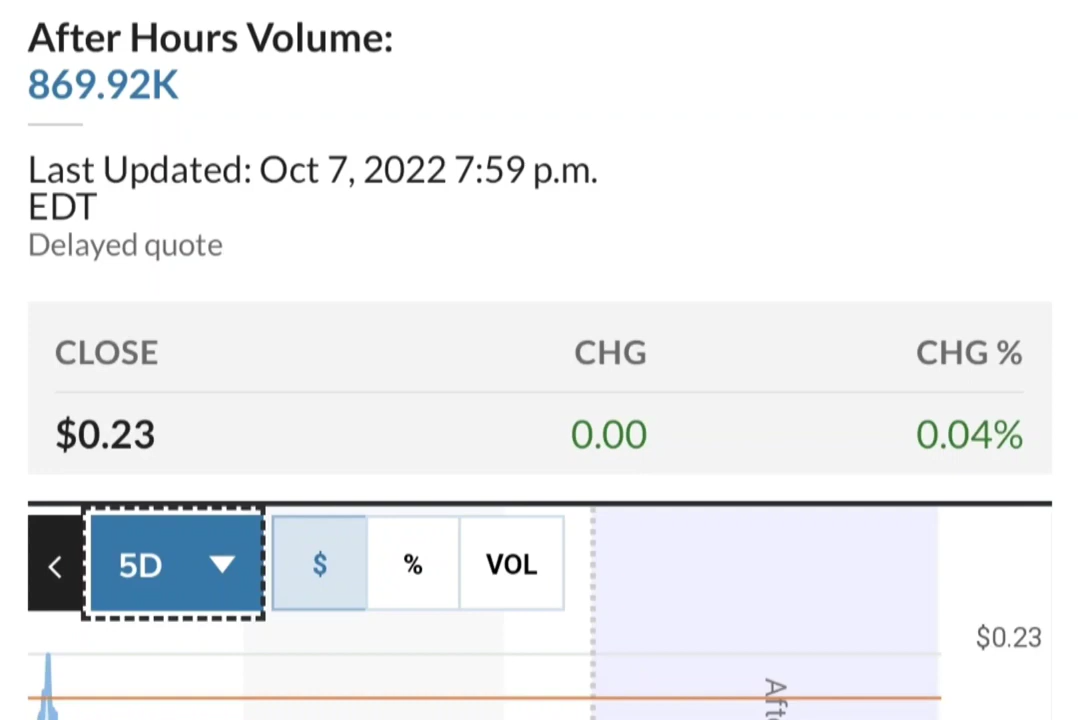 After Hours Volume:
869.92K
Last Updated: Oct 7, 2022 7:59 p.m.
EDT
Delayed quote
CLOSE CHG CHG %
$0.23 0.00 0.04%
5D $ % VOL
$0.23